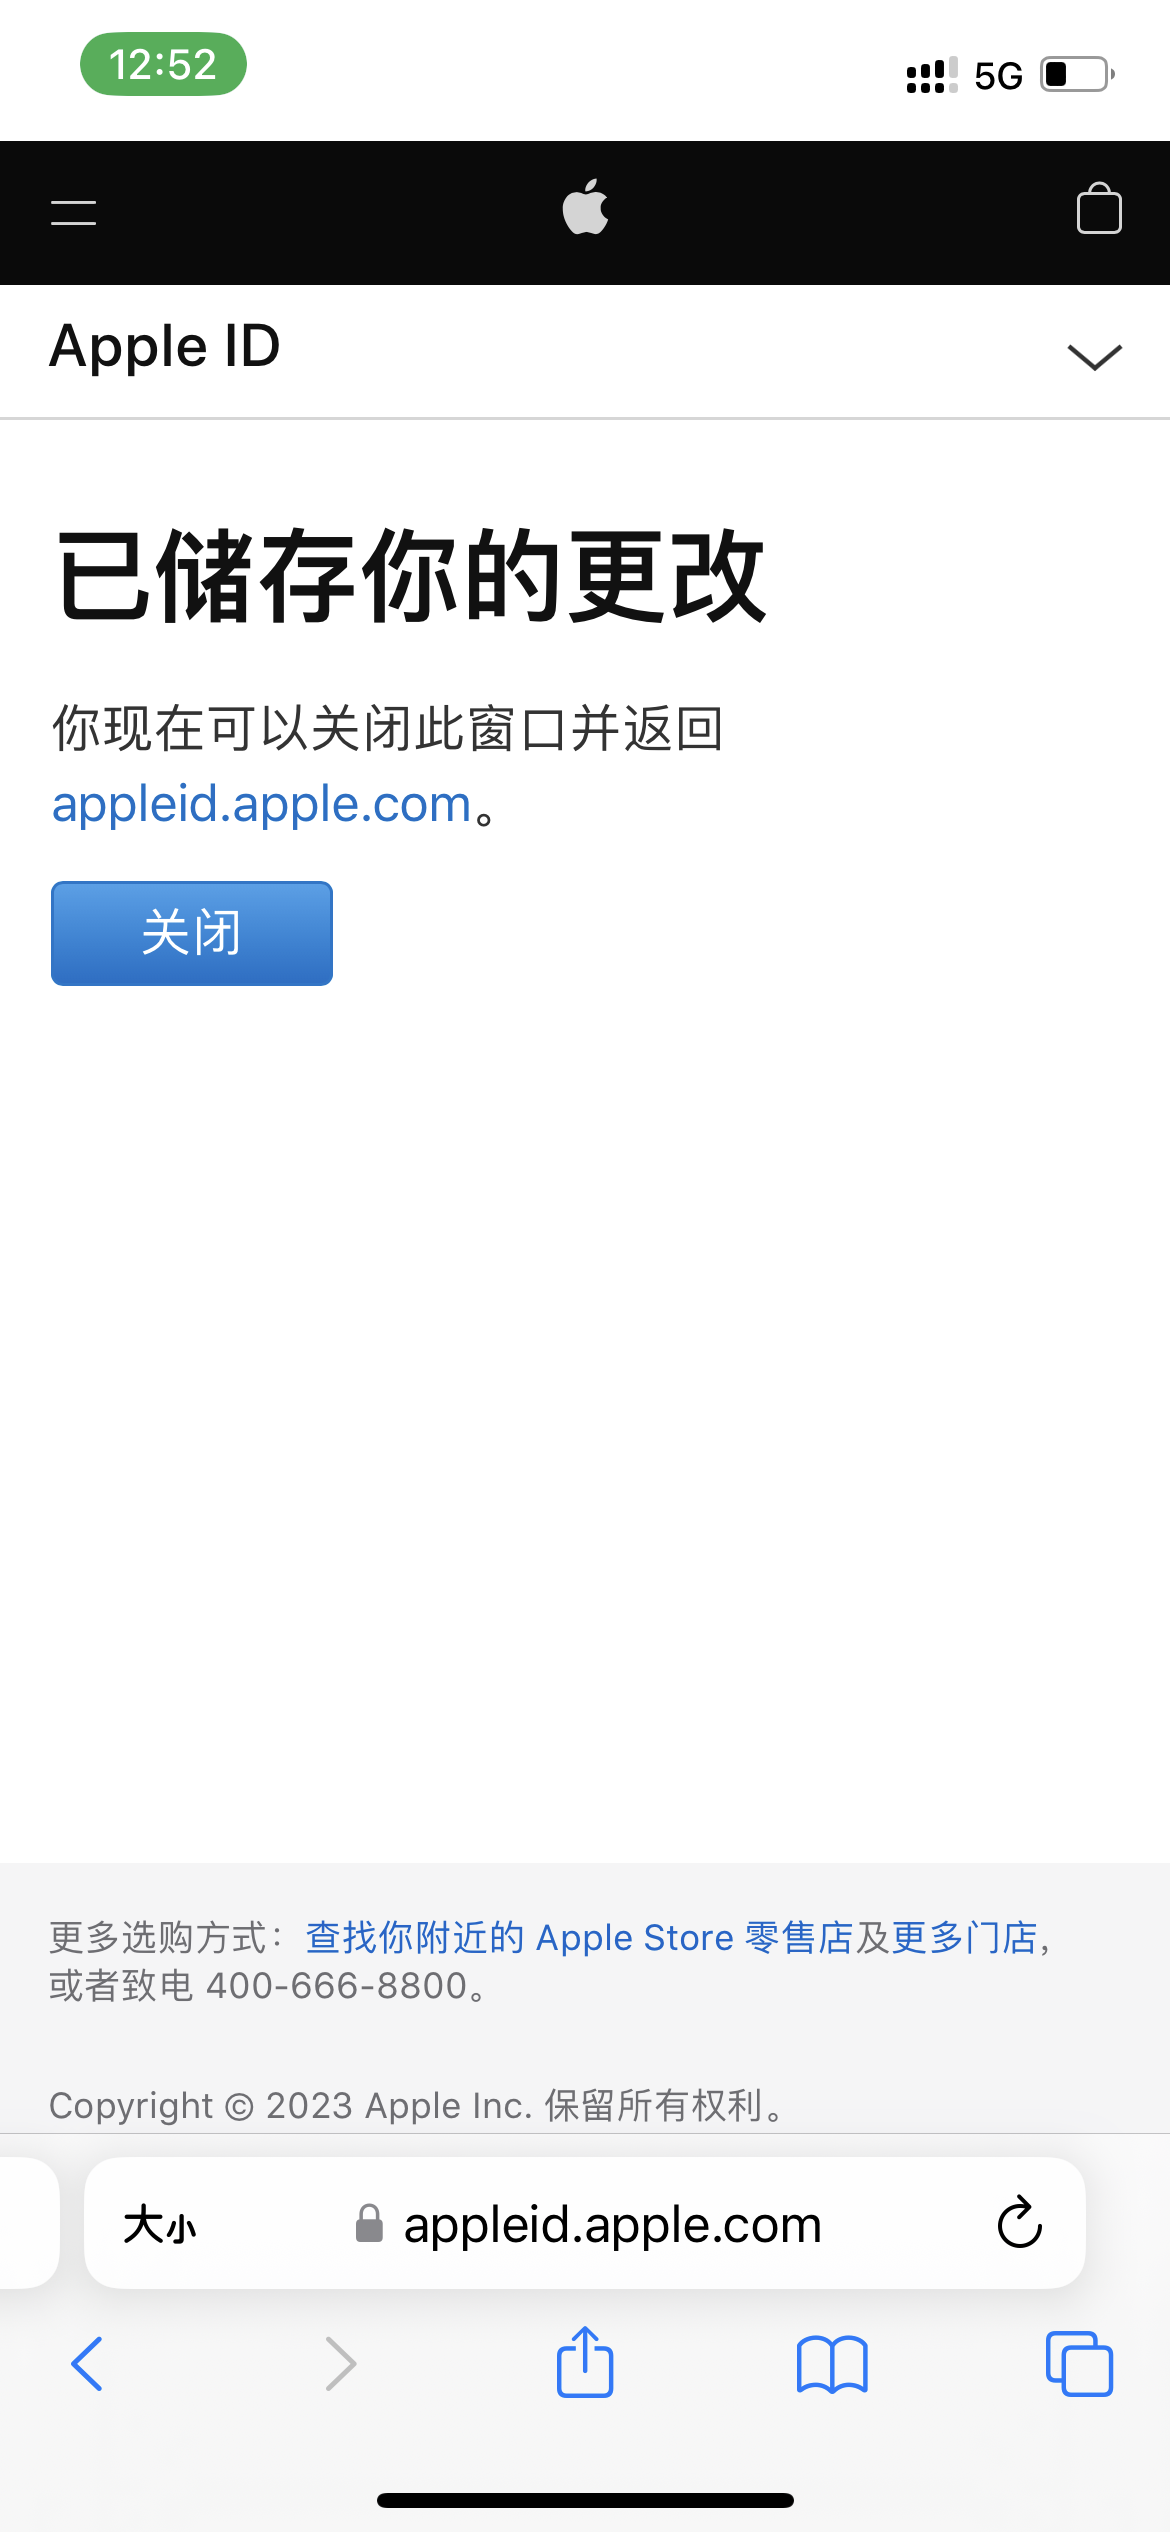 12:52
5G
Apple ID
已储存你的更改
你现在可以关闭此窗口并返回
appleid.apple.com。
关闭
更多选购方式：查找你附近的 Apple Store 零售店及更多门店，
或者致电 400-666-8800。
Copyright © 2023 Apple Inc. 保留所有权利。
大小 appleid.apple.com